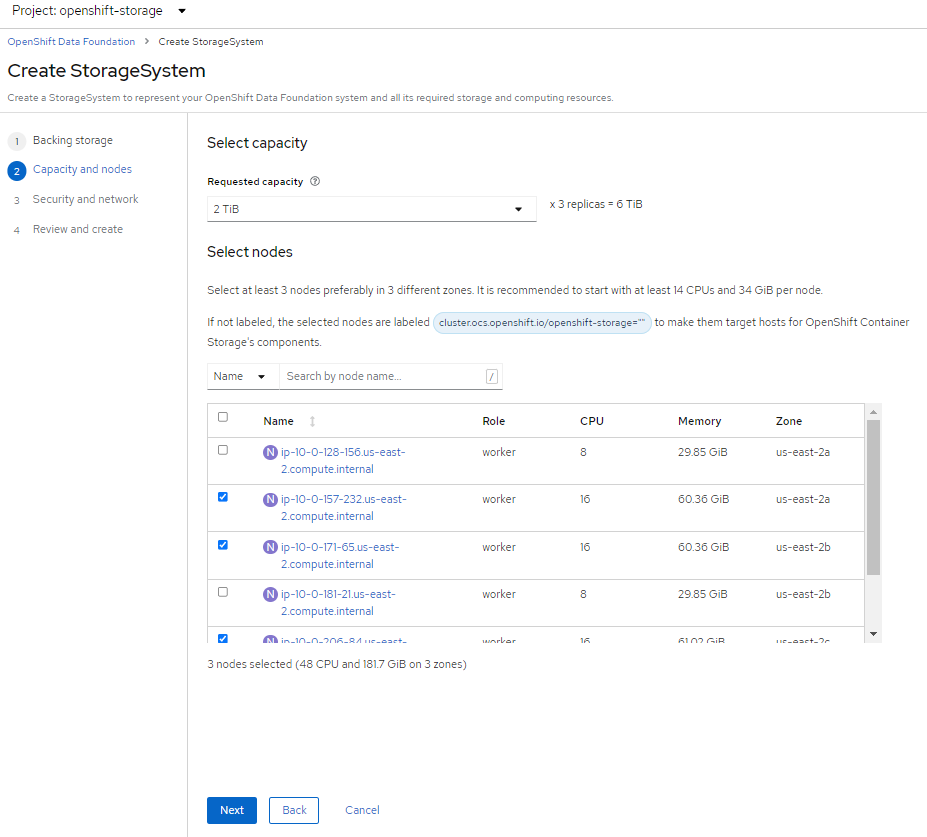 Project: openshift-storage
OpenShift Data Foundation > Create StorageSystem
Create StorageSystem
Create a StorageSystem to represent your OpenShift Data Foundation system and all its required storage and computing resources.
1 Backing storage
2 Capacity and nodes
3 Security and network
4 Review and create
Select capacity
Requested capacity
2 TiB
x 3 replicas = 6 TiB
Select nodes
Select at least 3 nodes preferably in 3 different zones. It is recommended to start with at least 14 CPUs and 34 GiB per node.
If not labeled, the selected nodes are labeled cluster.ocs.openshift.io/openshift-storage="" to make them target hosts for OpenShift Container
Storage's components.
Name Search by node name... /
Name Role CPU Memory Zone
N ip-10-0-128-156.us-east- worker 8 29.85 GiB us-east-2a
2.compute.internal
N ip-10-0-157-232.us-east- worker 16 60.36 GiB us-east-2a
2.compute.internal
N ip-10-0-171-65.us-east- worker 16 60.36 GiB us-east-2b
2.compute.internal
N ip-10-0-181-21.us-east- worker 8 29.85 GiB us-east-2b
2.compute.internal
N ip-10-0-206-84.us-east- worker 16 61.02 GiB us-east-2c
3 nodes selected (48 CPU and 181.7 GiB on 3 zones)
Next Back Cancel